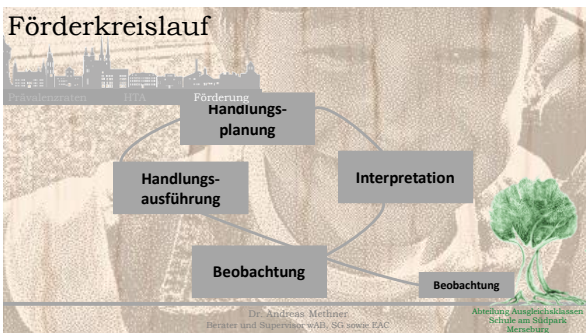 Förderkreislauf
Prävalenzraten HTA Förderung
Handlungs-
planung
Handlungs-
ausführung
Interpretation
Beobachtung
Beobachtung
Dr. Andreas Methner
Berater und Supervisor wAB, SG sowie EAC
Abteilung Ausgleichsklassen
Schule am Südpark
Merseburg